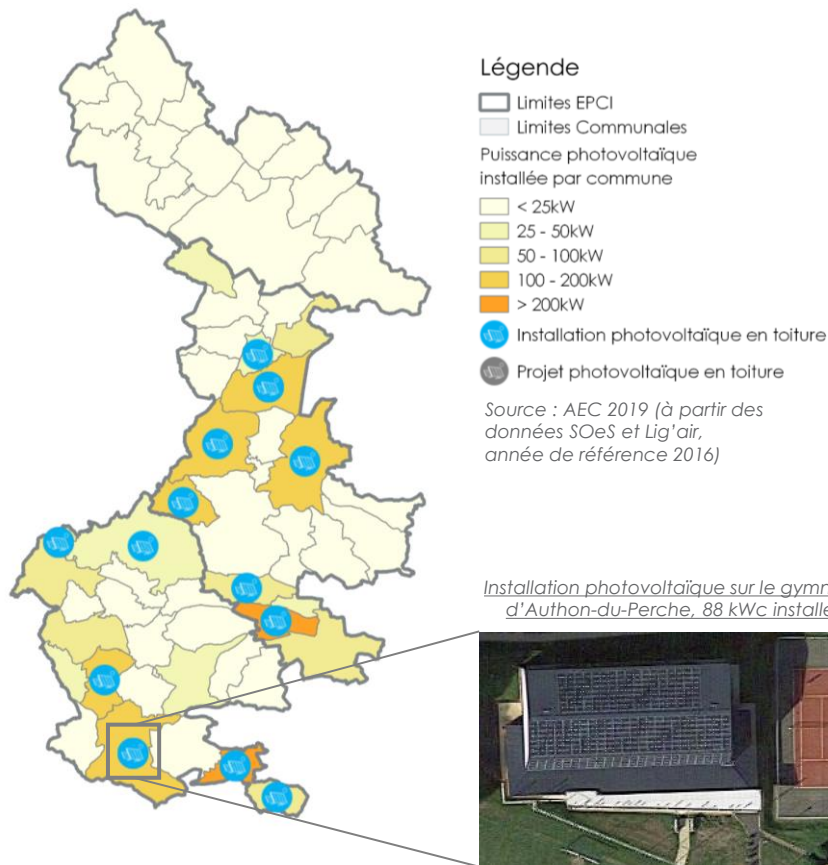 Légende
Limites EPCI
Limites Communales
Puissance photovoltaïque
installée par commune
< 25kW
25 - 50kW
50 - 100kW
100 - 200kW
> 200kW
Installation photovoltaïque en toiture
Projet photovoltaïque en toiture
Source : AEC 2019 (à partir des
données SOeS et Lig'air,
année de référence 2016)
Installation photovoltaïque sur le gymn
d'Authon-du-Perche, 88 kWc installe